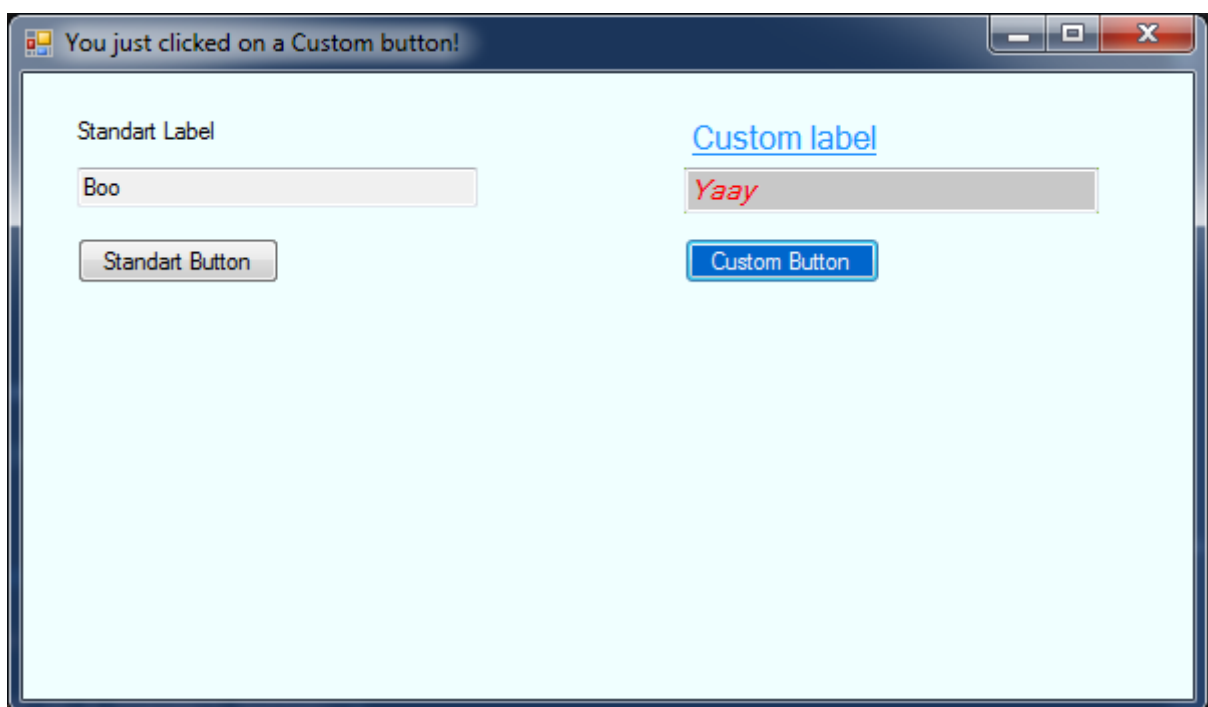 You just clicked on a Custom button!
Standart Label
Custom label
Boo
Yaay
Standart Button
Custom Button